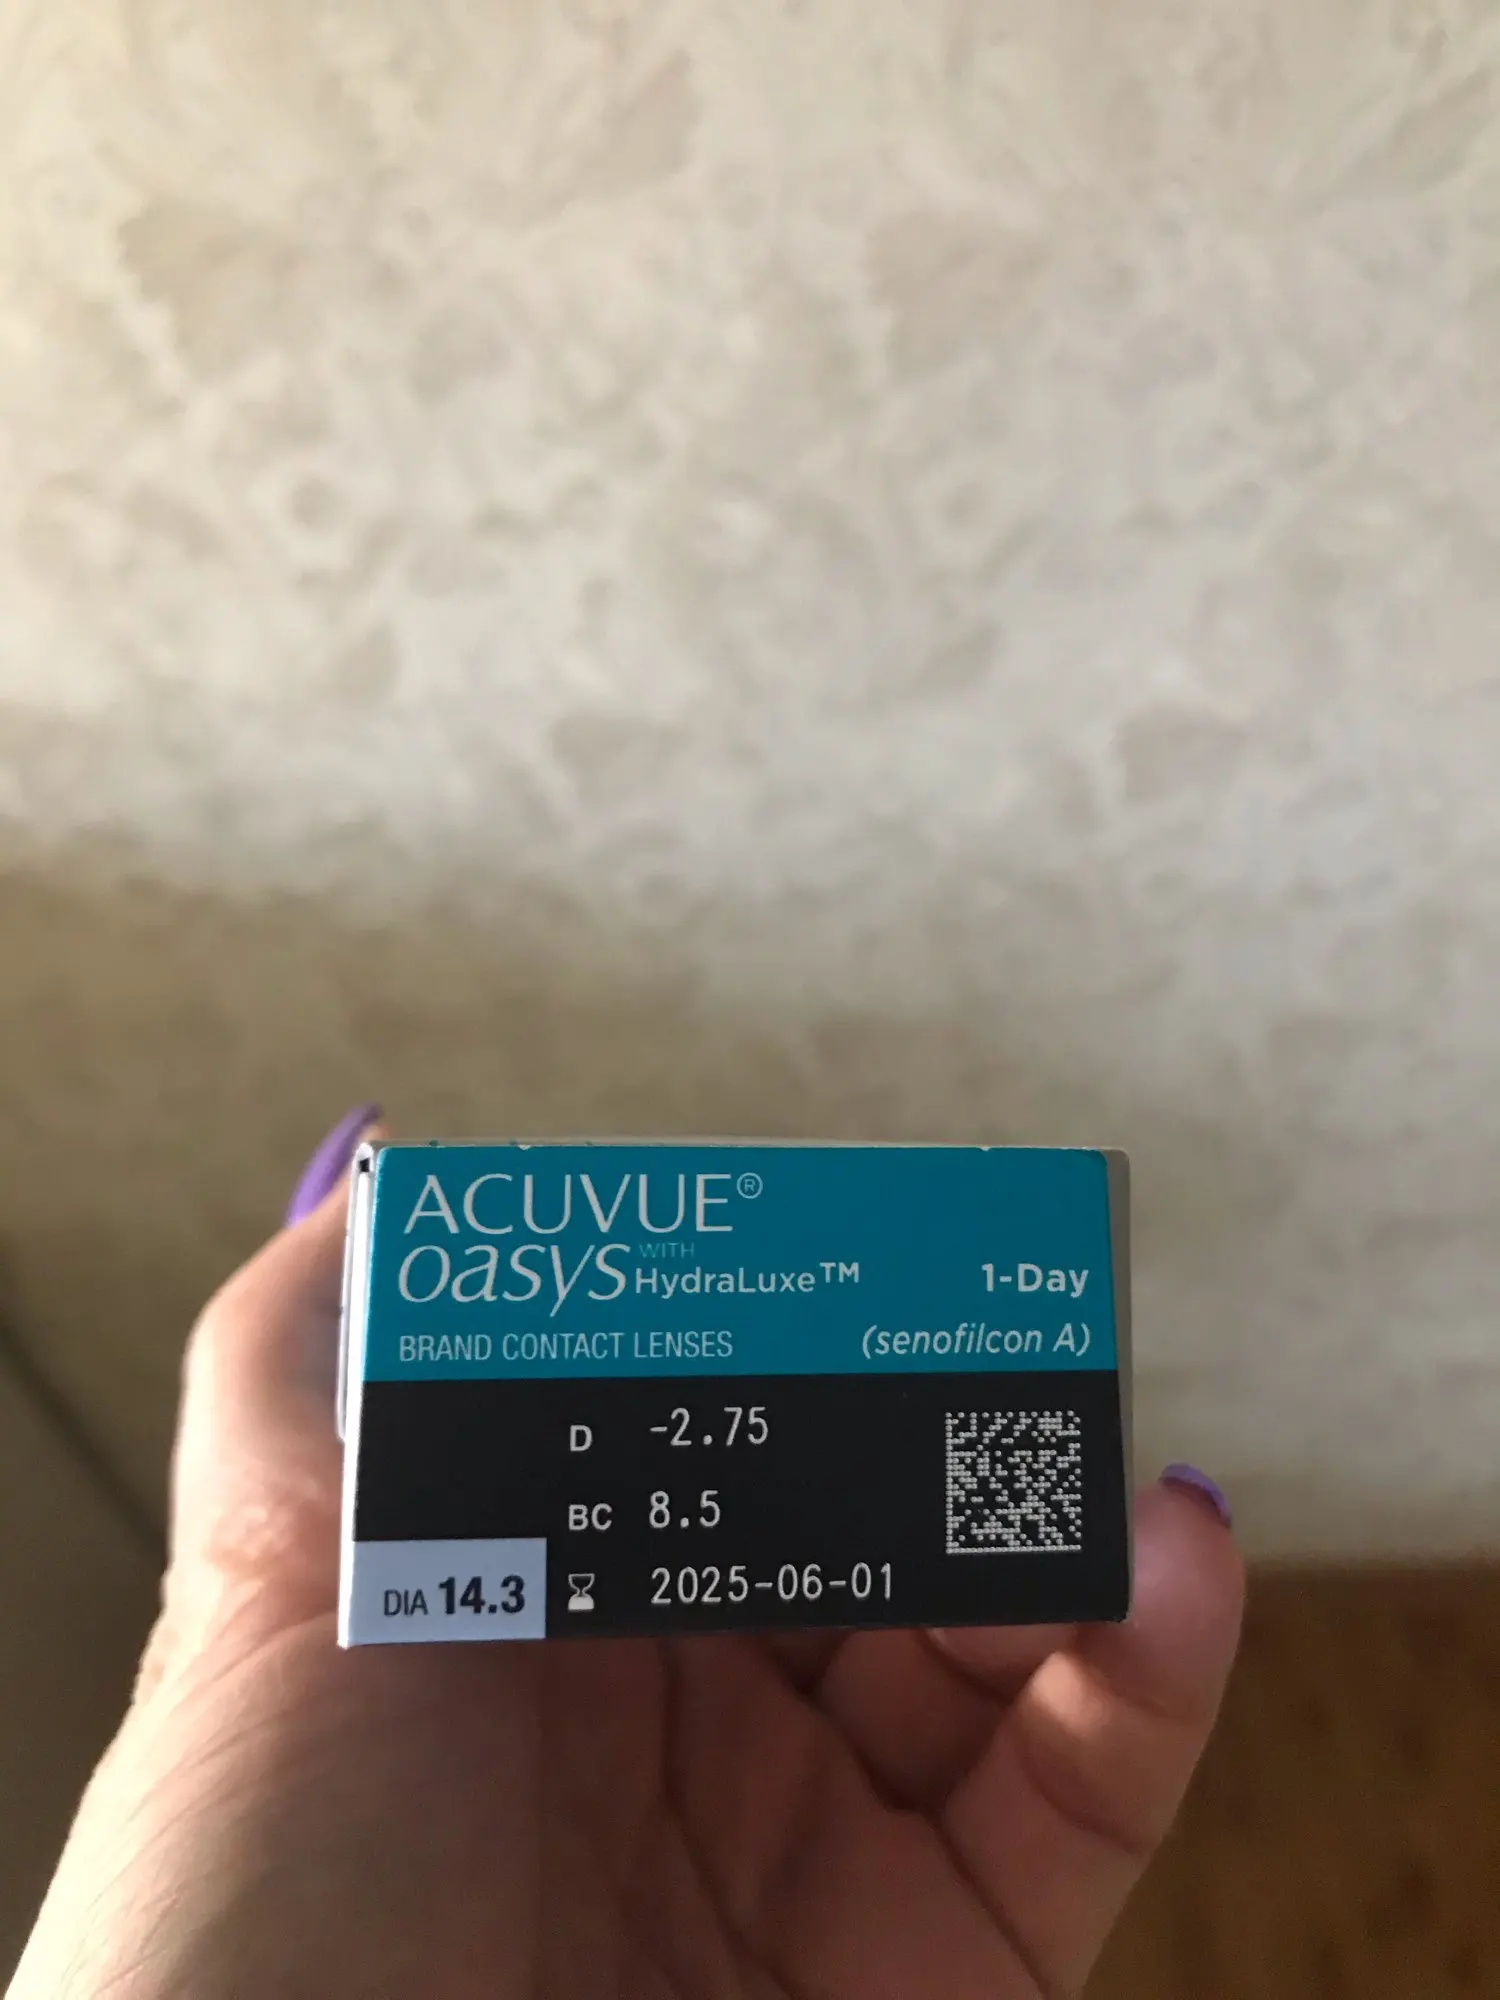 ACUVUE®
oasys WITH HydraLuxe™ 1-Day
BRAND CONTACT LENSES (senofilcon A)
D -2.75
BC 8.5
DIA 14.3 2025-06-01